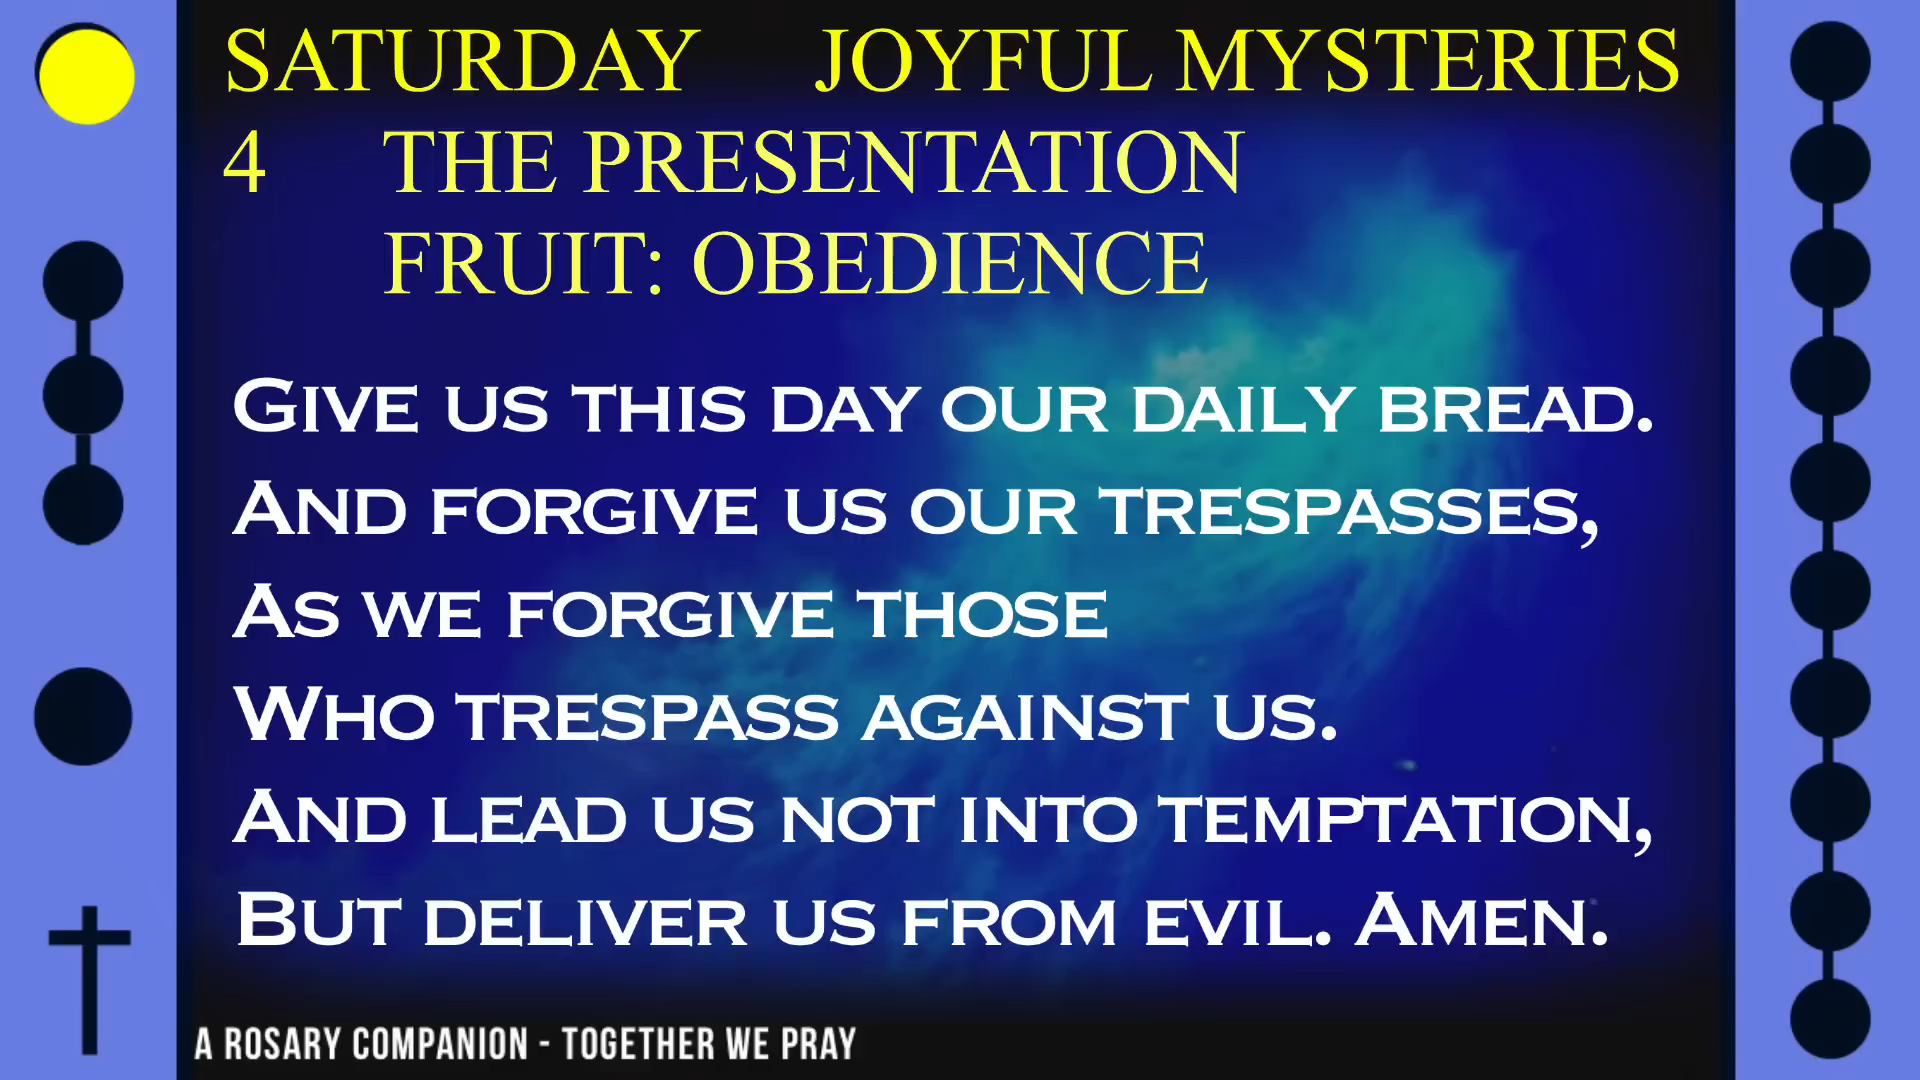 SATURDAY JOYFUL MYSTERIES
4 THE PRESENTATION
FRUIT: OBEDIENCE
GIVE US THIS DAY OUR DAILY BREAD.
AND FORGIVE US OUR TRESPASSES,
AS WE FORGIVE THOSE
WHO TRESPASS AGAINST US.
AND LEAD US NOT INTO TEMPTATION,
BUT DELIVER US FROM EVIL. AMEN.
A ROSARY COMPANION - TOGETHER WE PRAY